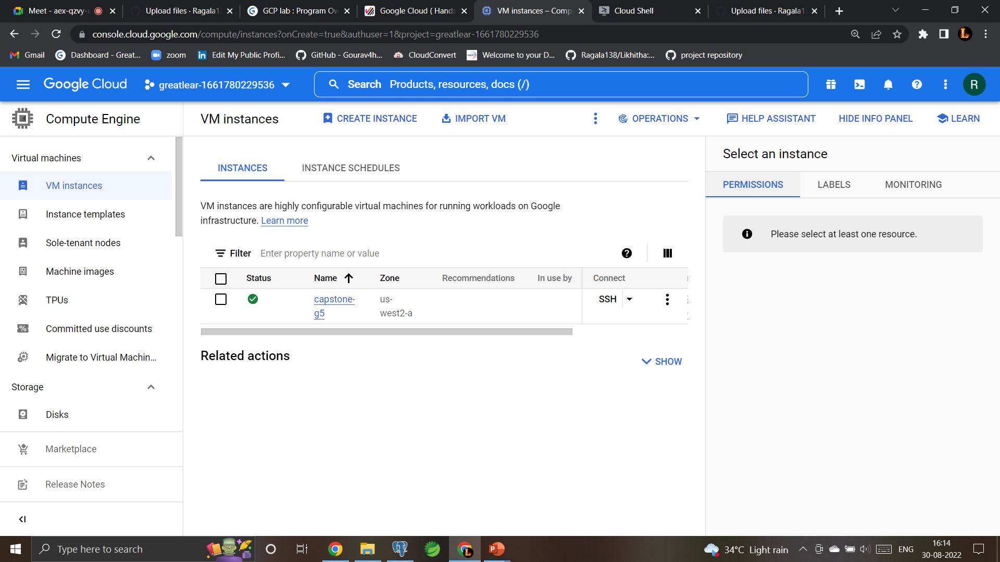 Meet - aex-qzvy-
Upload files · Ragala1
GCP lab : Program Ov
Google Cloud ( Hands
VM instances – Comp
Cloud Shell
Upload files · Ragala1
console.cloud.google.com/compute/instances?onCreate=true&authuser=1&project=greatlear-1661780229536
Gmail
Dashboard - Great...
zoom
Edit My Public Profi...
GitHub - Gourav4h...
CloudConvert
Welcome to your D...
Ragala138/Likhitha:...
project repository
Google Cloud
greatlear-1661780229536
Search Products, resources, docs (/)
R
Compute Engine
VM instances
CREATE INSTANCE
IMPORT VM
OPERATIONS
HELP ASSISTANT
HIDE INFO PANEL
LEARN
Virtual machines
VM instances
Instance templates
Sole-tenant nodes
Machine images
TPUs
Committed use discounts
Migrate to Virtual Machin...
Storage
Disks
Marketplace
Release Notes
INSTANCES
INSTANCE SCHEDULES
VM instances are highly configurable virtual machines for running workloads on Google
infrastructure. Learn more
Filter Enter property name or value
Status Name Zone Recommendations In use by Connect
capstone-
g5
us-
west2-a
SSH
Related actions
SHOW
Select an instance
PERMISSIONS
LABELS
MONITORING
Please select at least one resource.
Type here to search
34°C Light rain
ENG
16:14
30-08-2022